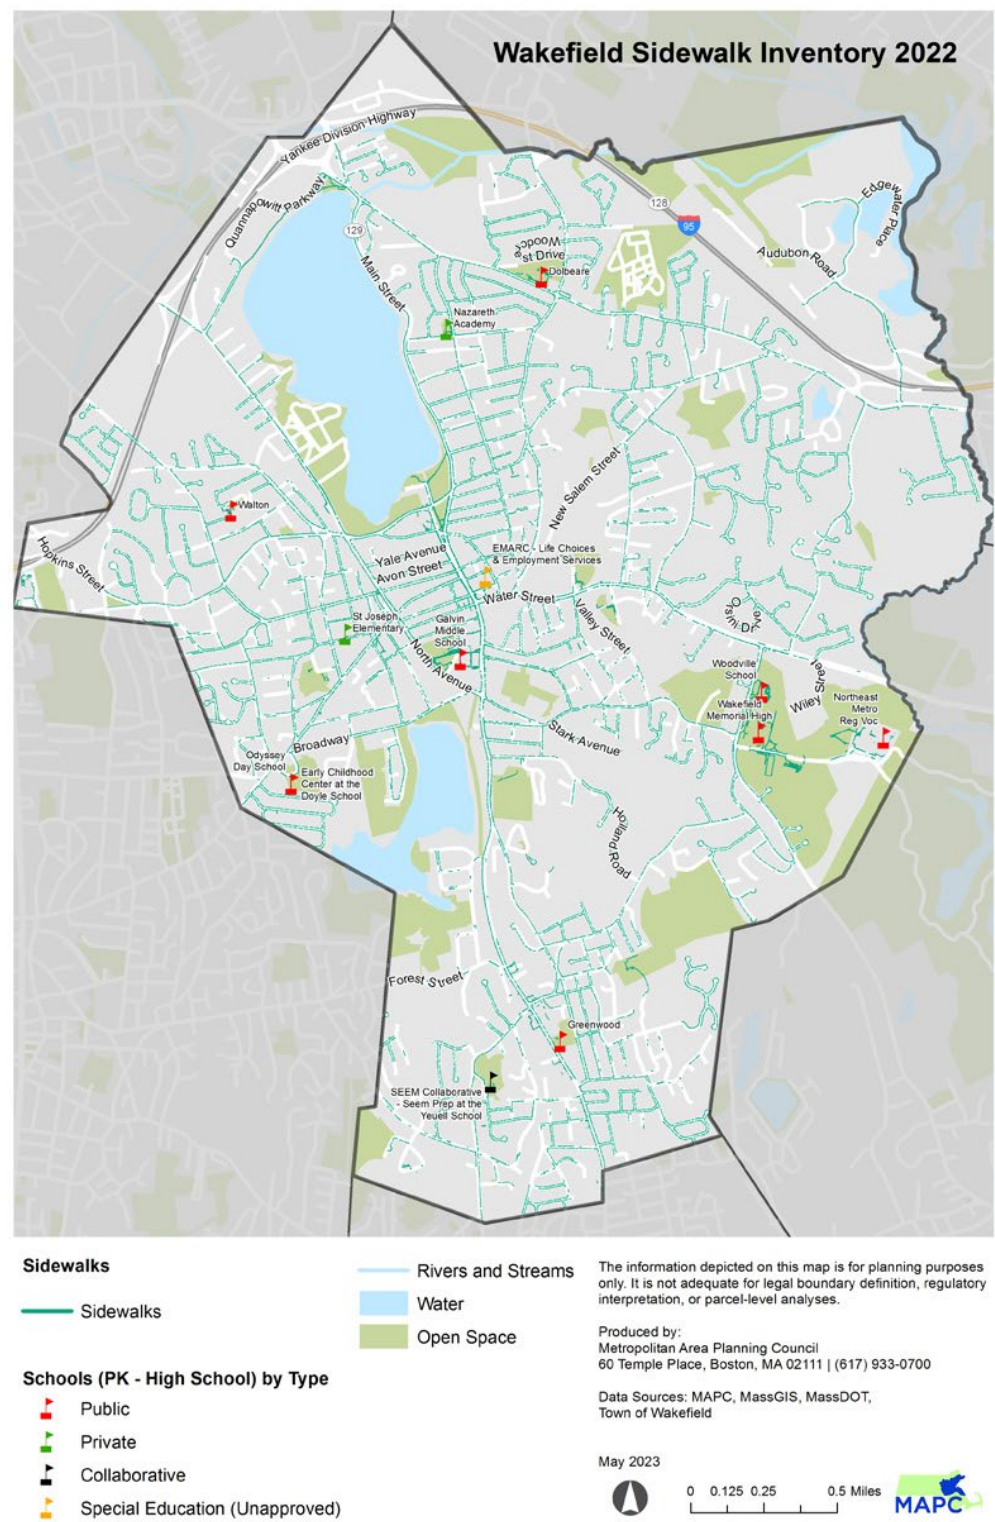 Wakefield Sidewalk Inventory 2022
Yankee Division Highway
Quannapowitt Parkway
129
Main Street
128
95
Edgewater Place
Audubon Road
Woodcrest Drive
Dolbeare
Nazareth
Academy
Walton
New Salem Street
Hopkins Street
Yale Avenue
Avon Street
EMARC - Life Choices
& Employment Services
Water Street
Valley Street
St Joseph
Elementary
Galvin
Middle
School
North Avenue
Woodville
School
Wakefield
Memorial High
Wiley Street
Northeast
Metro
Reg Voc
Stark Avenue
Broadway
Odyssey
Day School
Early Childhood
Center at the
Doyle School
Holland Road
Forest Street
Greenwood
SEEM Collaborative
- Seem Prep at the
Yeuell School
Sidewalks
Sidewalks
Schools (PK - High School) by Type
Public
Private
Collaborative
Special Education (Unapproved)
Rivers and Streams
Water
Open Space
The information depicted on this map is for planning purposes
only. It is not adequate for legal boundary definition, regulatory
interpretation, or parcel-level analyses.
Produced by:
Metropolitan Area Planning Council
60 Temple Place, Boston, MA 02111 | (617) 933-0700
Data Sources: MAPC, MassGIS, MassDOT,
Town of Wakefield
May 2023
0 0.125 0.25 0.5 Miles
MAPC